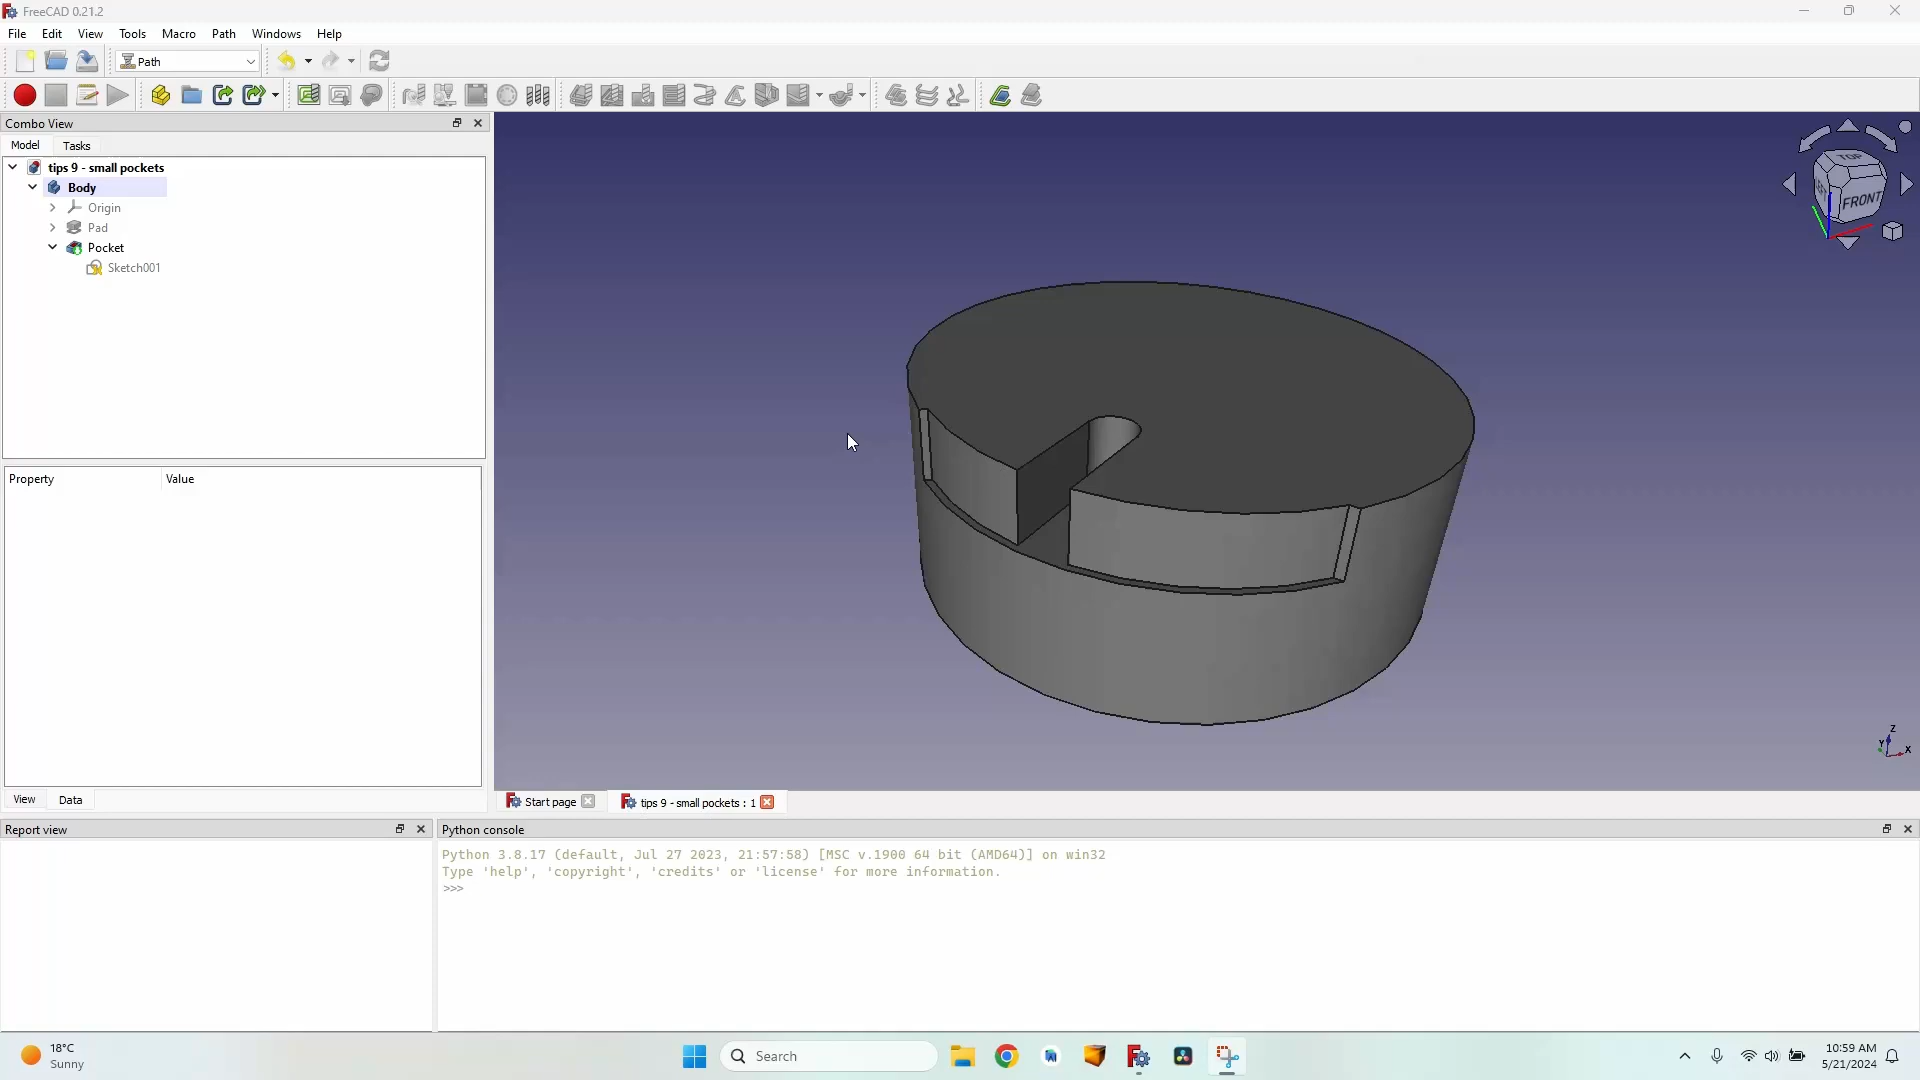 FreeCAD 0.21.2
File Edit View Tools Macro Path Windows Help
Path
Combo View
Model Tasks
tips 9 - small pockets
Body
Origin
Pad
Pocket
Sketch001
TOP
LEFT
FRONT
Property Value
Z
Y
X
View Data
Start page
tips 9 - small pockets : 1
Report view
Python console
Python 3.8.17 (default, Jul 27 2023, 21:57:58) [MSC v.1900 64 bit (AMD64)] on win32
Type 'help', 'copyright', 'credits' or 'license' for more information.
>>>
18°C
Sunny
Search
10:59 AM
5/21/2024